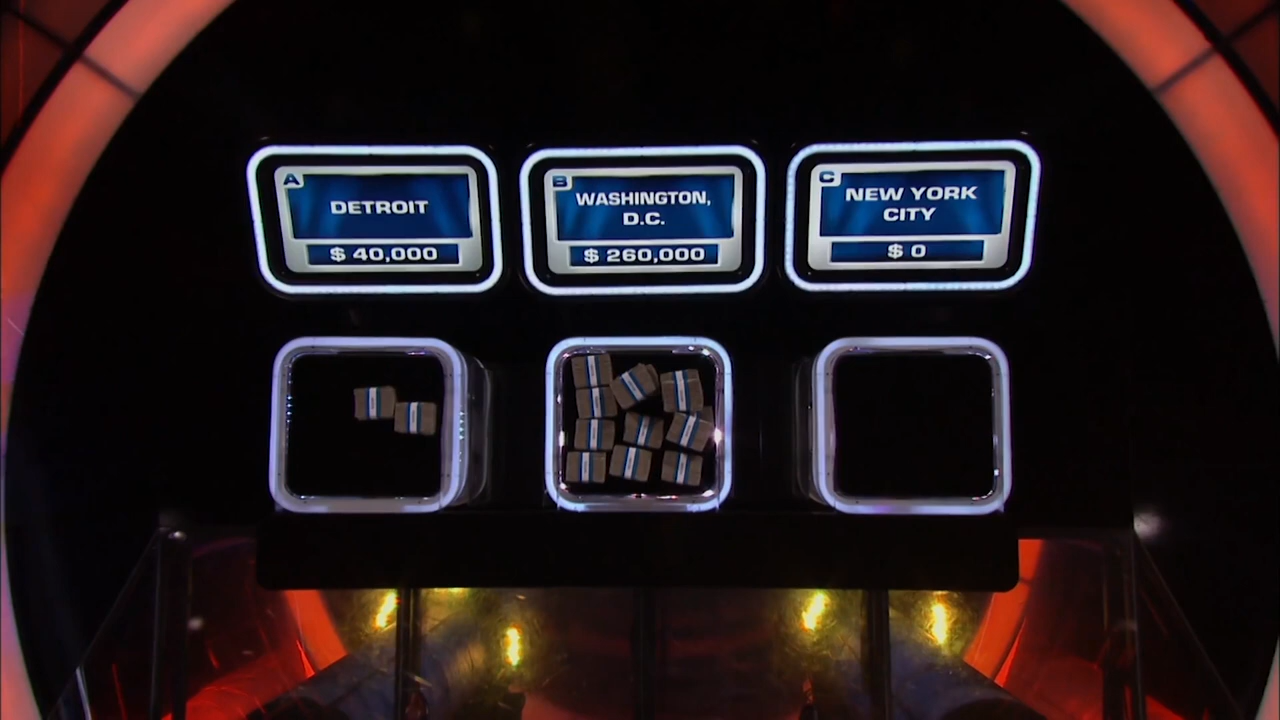 A
DETROIT
$ 40,000
B
WASHINGTON,
D.C.
$ 260,000
C
NEW YORK
CITY
$ 0